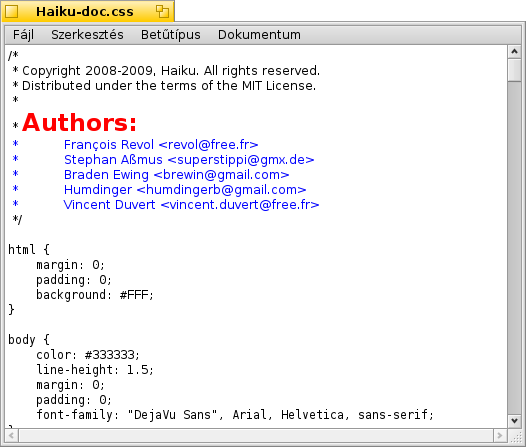 Haiku-doc.css
Fájl Szerkesztés Betűtípus Dokumentum
/*
* Copyright 2008-2009, Haiku. All rights reserved.
* Distributed under the terms of the MIT License.
*
* Authors:
* François Revol <revol@free.fr>
* Stephan Aßmus <superstippi@gmx.de>
* Braden Ewing <brewin@gmail.com>
* Humdinger <humdingerb@gmail.com>
* Vincent Duvert <vincent.duvert@free.fr>
*/
html {
margin: 0;
padding: 0;
background: #FFF;
}
body {
color: #333333;
line-height: 1.5;
margin: 0;
padding: 0;
font-family: "DejaVu Sans", Arial, Helvetica, sans-serif;
}